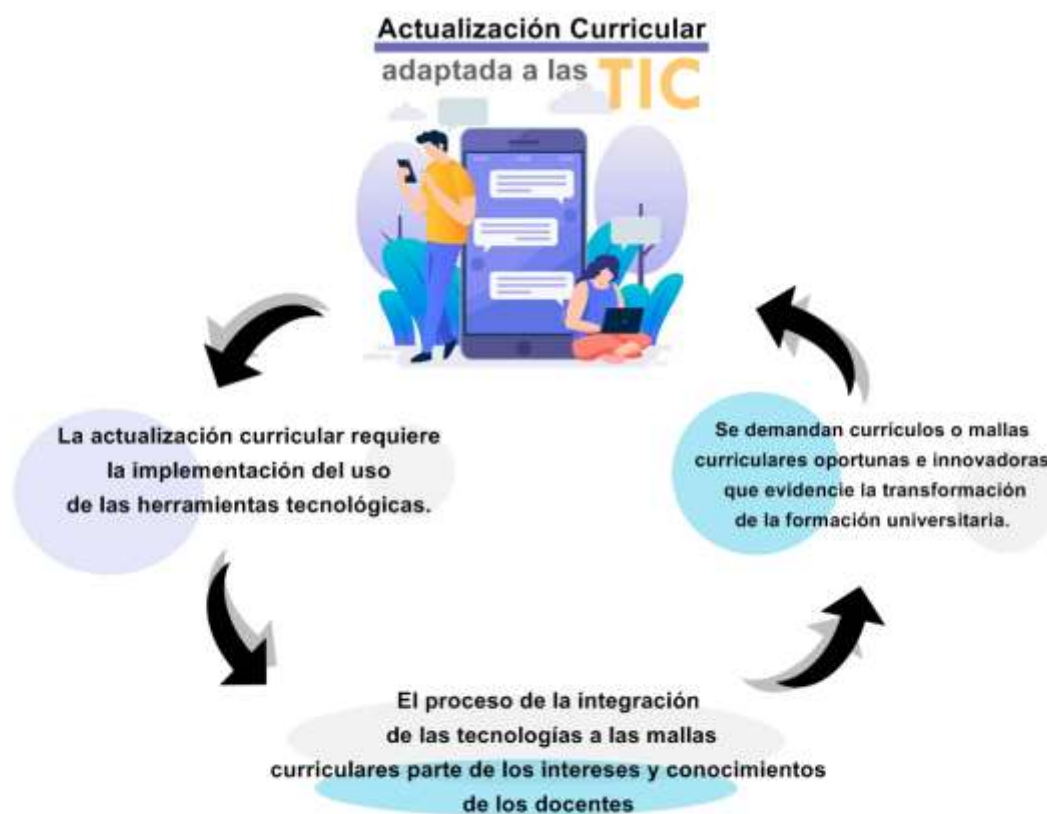 Actualización Curricular
adaptada a las TIC
La actualización curricular requiere
la implementación del uso
de las herramientas tecnológicas.
El proceso de la integración
de las tecnologías a las mallas
curriculares parte de los intereses y conocimientos
de los docentes
Se demandan currículos o mallas
curriculares oportunas e innovadoras
que evidencie la transformación
de la formación universitaria.